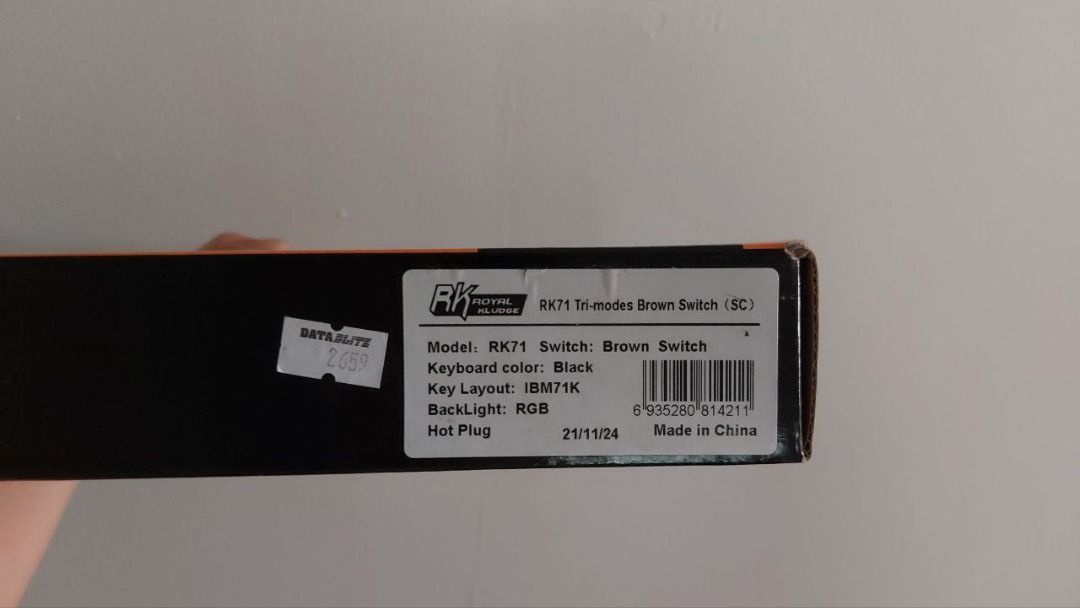 DATABLITZ
2659
RK ROYAL
KLUDGE
RK71 Tri-modes Brown Switch（SC）
Model: RK71 Switch: Brown Switch
Keyboard color: Black
Key Layout: IBM71K
BackLight: RGB
6 935280 814211
Hot Plug 21/11/24 Made in China